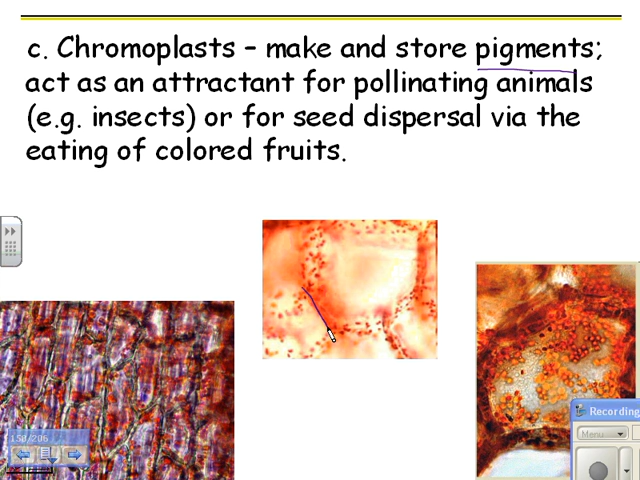 c. Chromoplasts – make and store pigments;
act as an attractant for pollinating animals
(e.g. insects) or for seed dispersal via the
eating of colored fruits.
150/206
Recording
Menu